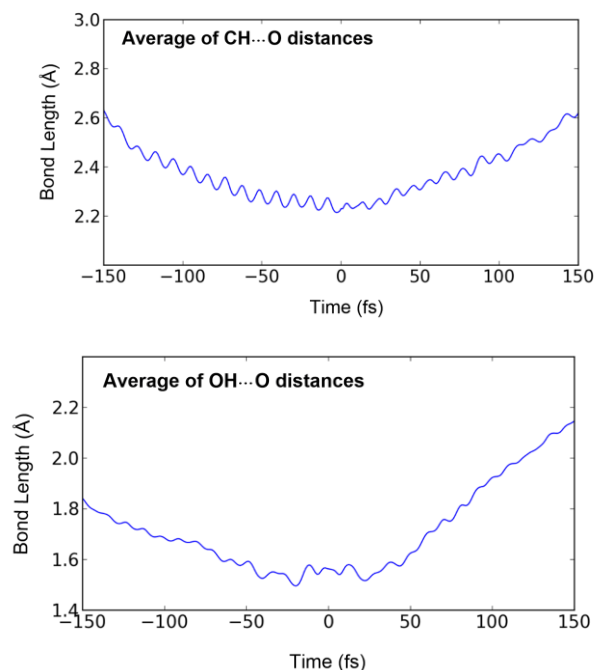 Average of CH···O distances
Bond Length (Å)
3.0
2.8
2.6
2.4
2.2
−150 −100 −50 0 50 100 150
Time (fs)
Average of OH···O distances
Bond Length (Å)
2.2
2.0
1.8
1.6
1.4
−150 −100 −50 0 50 100 150
Time (fs)